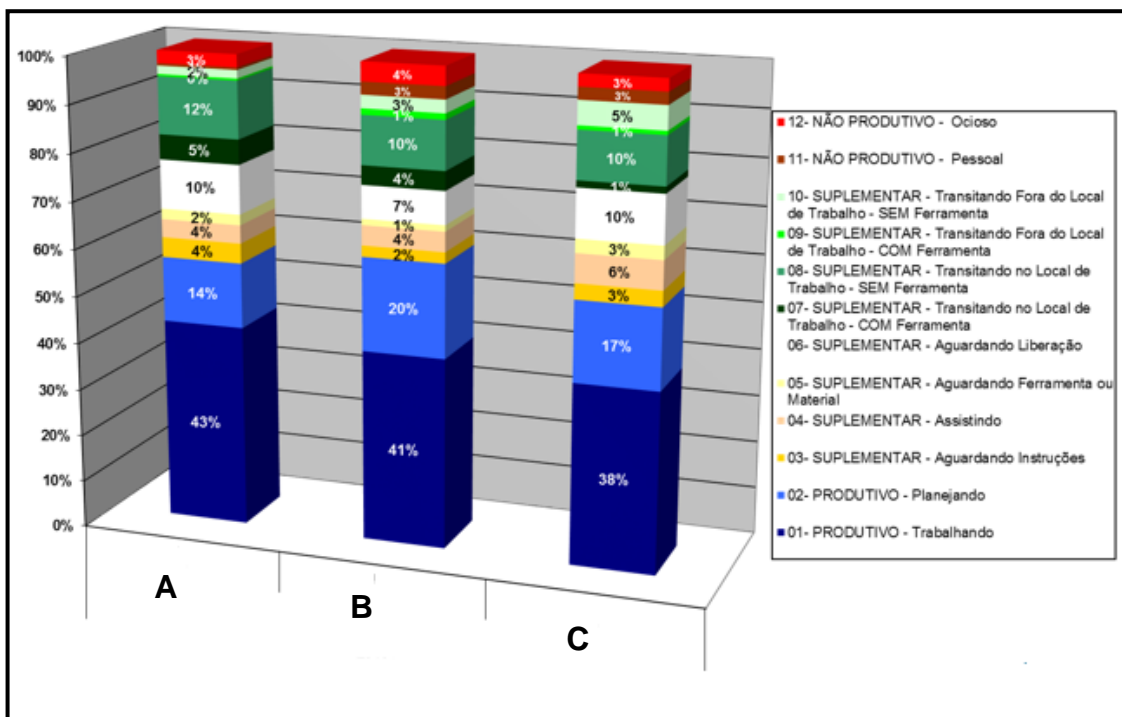 100%
90%
80%
70%
60%
50%
40%
30%
20%
10%
0%
3%
2%
12%
5%
10%
2%
4%
4%
14%
43%
4%
3%
3%
1%
10%
4%
7%
1%
4%
2%
20%
41%
3%
3%
5%
1%
10%
1%
10%
3%
6%
3%
17%
38%
A
B
C
12- NÃO PRODUTIVO - Ocioso
11- NÃO PRODUTIVO - Pessoal
10- SUPLEMENTAR - Transitando Fora do Local
de Trabalho - SEM Ferramenta
09- SUPLEMENTAR - Transitando Fora do Local
de Trabalho - COM Ferramenta
08- SUPLEMENTAR - Transitando no Local de
Trabalho - SEM Ferramenta
07- SUPLEMENTAR - Transitando no Local de
Trabalho - COM Ferramenta
06- SUPLEMENTAR - Aguardando Liberação
05- SUPLEMENTAR - Aguardando Ferramenta ou
Material
04- SUPLEMENTAR - Assistindo
03- SUPLEMENTAR - Aguardando Instruções
02- PRODUTIVO - Planejando
01- PRODUTIVO - Trabalhando